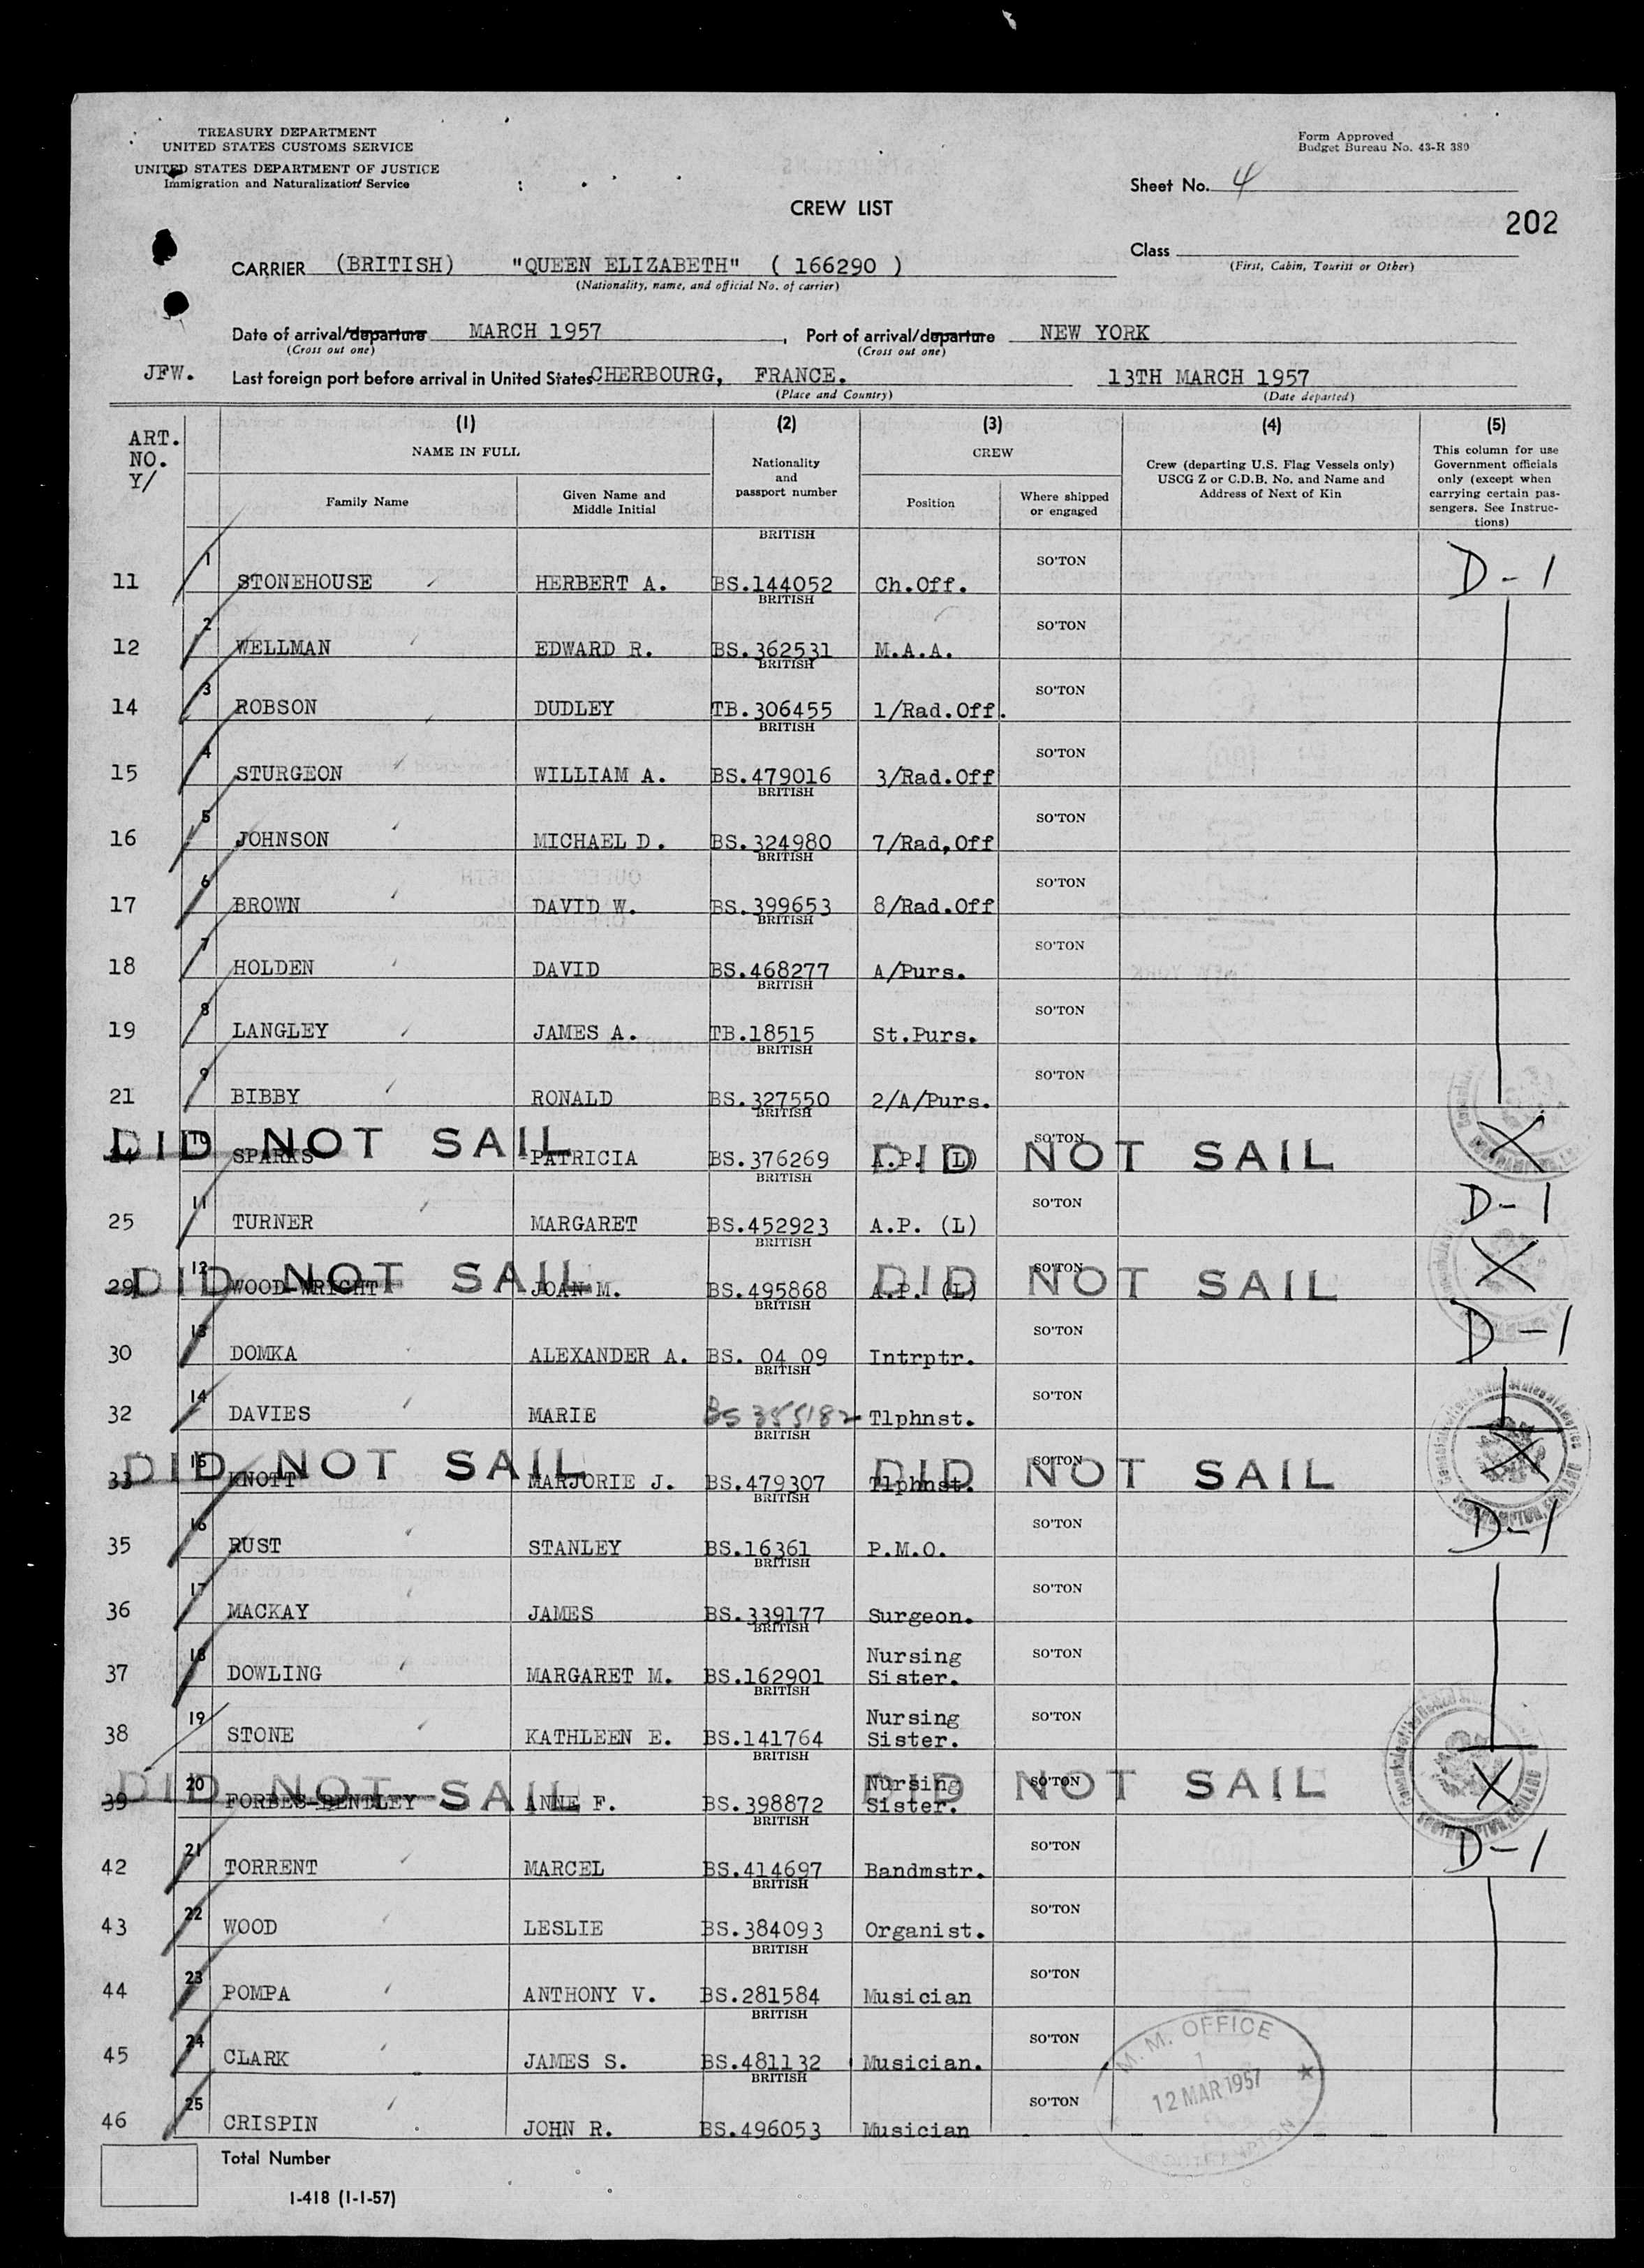 TREASURY DEPARTMENT
UNITED STATES CUSTOMS SERVICE
UNITED STATES DEPARTMENT OF JUSTICE
Immigration and Naturalization Service
Form Approved
Budget Bureau No. 43-R 380
Sheet No. 4
CREW LIST
202
Class
(First, Cabin, Tourist or Other)
CARRIER (BRITISH) "QUEEN ELIZABETH" ( 166290 )
(Nationality, name, and official No. of carrier)
Date of arrival/departure MARCH 1957, Port of arrival/departure NEW YORK
(Cross out one) (Cross out one)
JFW. Last foreign port before arrival in United States CHERBOURG, FRANCE. 13TH MARCH 1957
(Place and Country) (Date departed)
ART. NO. Y/
(1) NAME IN FULL
Family Name
Given Name and Middle Initial
(2) Nationality and passport number
(3) CREW
Position
Where shipped or engaged
(4) Crew (departing U.S. Flag Vessels only) USCG Z or C.D.B. No. and Name and Address of Next of Kin
(5) This column for use Government officials only (except when carrying certain passengers. See Instructions)
11 1 STONEHOUSE HERBERT A. BRITISH BS.144052 Ch.Off. SO'TON D-1
12 2 WELLMAN EDWARD R. BRITISH BS.362531 M.A.A. SO'TON
14 3 ROBSON DUDLEY BRITISH TB.306455 1/Rad.Off. SO'TON
15 4 STURGEON WILLIAM A. BRITISH BS.479016 3/Rad.Off SO'TON
16 5 JOHNSON MICHAEL D. BRITISH BS.324980 7/Rad,Off SO'TON
17 6 BROWN DAVID W. BRITISH BS.399653 8/Rad.Off SO'TON
18 7 HOLDEN DAVID BRITISH BS.468277 A/Purs. SO'TON
19 8 LANGLEY JAMES A. BRITISH TB.18515 St.Purs. SO'TON
21 9 BIBBY RONALD BRITISH BS.327550 2/A/Purs. SO'TON
10 SPARKS PATRICIA BRITISH BS.376269 A.P. (L) SO'TON X
DID NOT SAIL DID NOT SAIL
25 11 TURNER MARGARET BRITISH BS.452923 A.P. (L) SO'TON D-1
29 12 WOOD-WRIGHT JOAN M. BRITISH BS.495868 A.P. (L) SO'TON X
DID NOT SAIL DID NOT SAIL
30 13 DOMKA ALEXANDER A. BRITISH BS. 04 09 Intrptr. SO'TON D-1
32 14 DAVIES MARIE BRITISH BS 355182 Tlphnst. SO'TON
33 15 KNOTT MARJORIE J. BRITISH BS.479307 Tlphnst. SO'TON X
DID NOT SAIL DID NOT SAIL
35 16 RUST STANLEY BRITISH BS.16361 P.M.O. SO'TON D-1
36 17 MACKAY JAMES BRITISH BS.339177 Surgeon. SO'TON
37 18 DOWLING MARGARET M. BRITISH BS.162901 Nursing Sister. SO'TON
38 19 STONE KATHLEEN E. BRITISH BS.141764 Nursing Sister. SO'TON
39 20 FORBES-BENTLEY ANNE F. BRITISH BS.398872 Nursing Sister. SO'TON X
DID NOT SAIL DID NOT SAIL
42 21 TORRENT MARCEL BRITISH BS.414697 Bandmstr. SO'TON D-1
43 22 WOOD LESLIE BRITISH BS.384093 Organist. SO'TON
44 23 POMPA ANTHONY V. BRITISH BS.281584 Musician SO'TON
45 24 CLARK JAMES S. BRITISH BS.481132 Musician. SO'TON
46 25 CRISPIN JOHN R. BRITISH BS.496053 Musician SO'TON
M. M. OFFICE
12 MAR 1957
Total Number
I-418 (1-1-57)